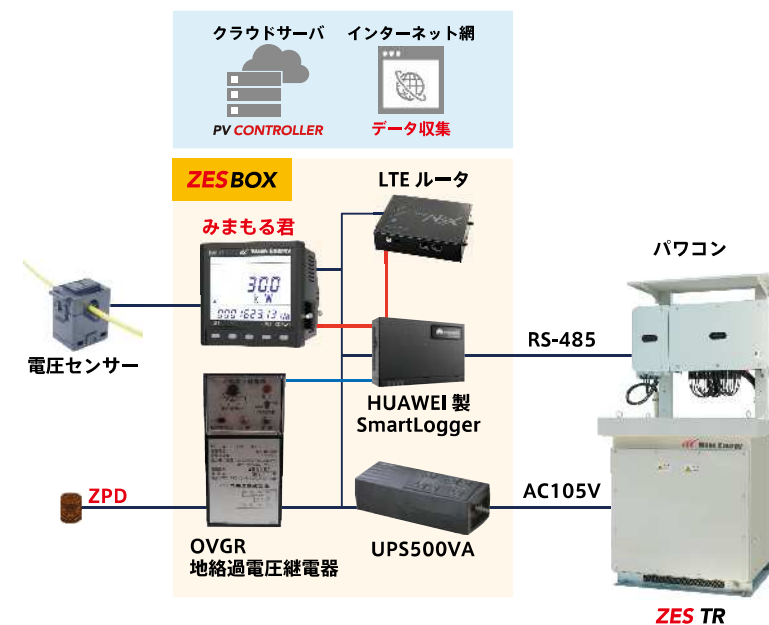 クラウドサーバ
インターネット網
PV CONTROLLER
データ収集
ZES BOX
LTE ルータ
みまもる君
パワコン
30.0
kW
電圧センサー
RS-485
HUAWEI 製
SmartLogger
ZPD
AC105V
OVGR
地絡過電圧継電器
UPS500VA
ZES TR